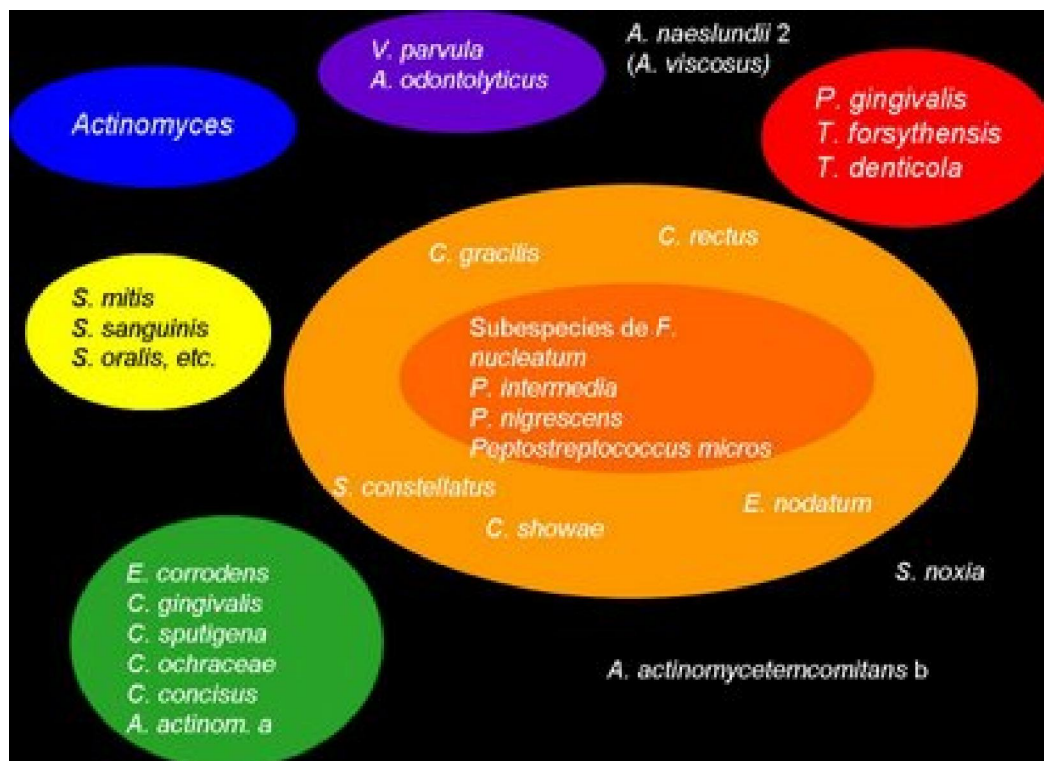 V. parvula
A. odontolyticus
A. naeslundii 2
(A. viscosus)
Actinomyces
P. gingivalis
T. forsythensis
T. denticola
C. gracilis
C. rectus
S. mitis
S. sanguinis
S. oralis, etc.
Subespecies de F.
nucleatum
P. intermedia
P. nigrescens
Peptostreptococcus micros
S. constellatus
E. nodatum
C. showae
E. corrodens
C. gingivalis
C. sputigena
C. ochraceae
C. concisus
A. actinom. a
S. noxia
A. actinomyceterncomitans b